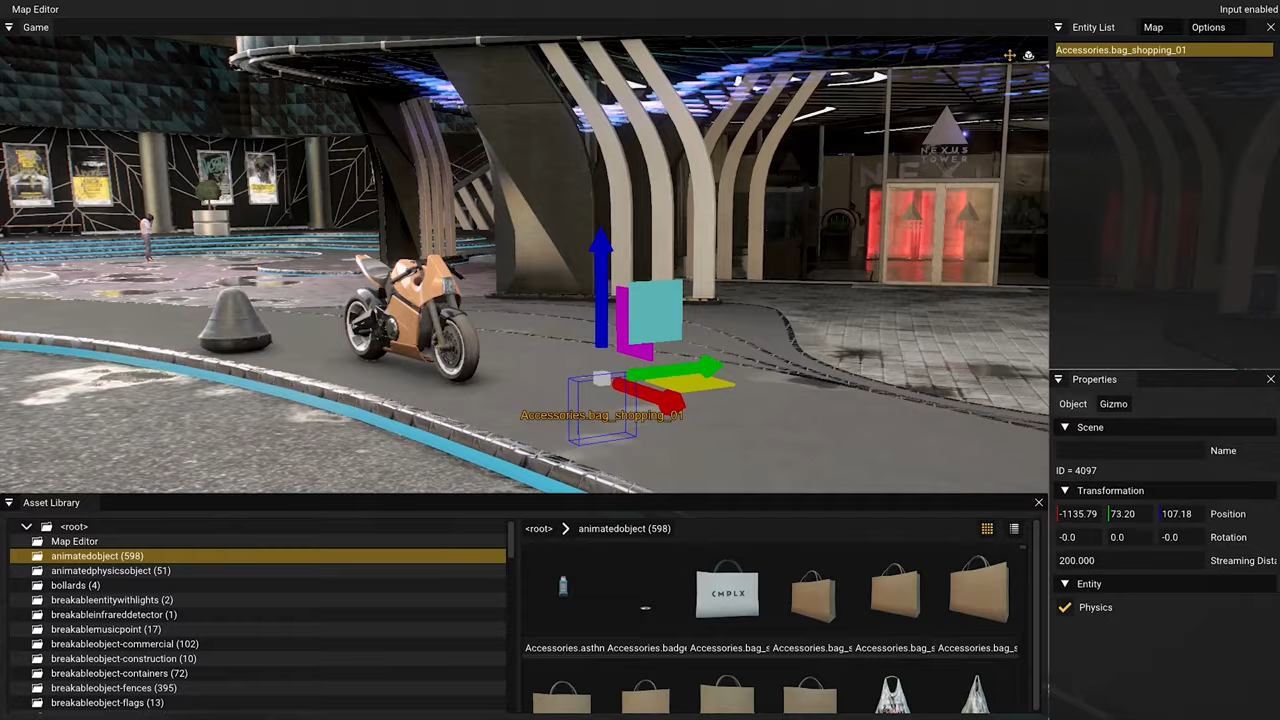 Map Editor
Input enabled
Game
Entity List
Map
Options
Accessories.bag_shopping_01
NEXUS
TOWER
Accessories.bag_shopping_01
Properties
Object
Gizmo
Scene
Name
ID = 4097
Transformation
-1135.79
73.20
107.18
Position
-0.0
0.0
-0.0
Rotation
200.000
Streaming Dista
Entity
Physics
Asset Library
<root>
Map Editor
animatedobject (598)
animatedphysicsobject (51)
bollards (4)
breakableentitywithlights (2)
breakableinfrareddetector (1)
breakablemusicpoint (17)
breakableobject-commercial (102)
breakableobject-construction (10)
breakableobject-containers (72)
breakableobject-fences (395)
breakableobject-flags (13)
<root>
animatedobject (598)
CMPLX
Accessories.asthn
Accessories.badge
Accessories.bag_s
Accessories.bag_s
Accessories.bag_s
Accessories.bag_s